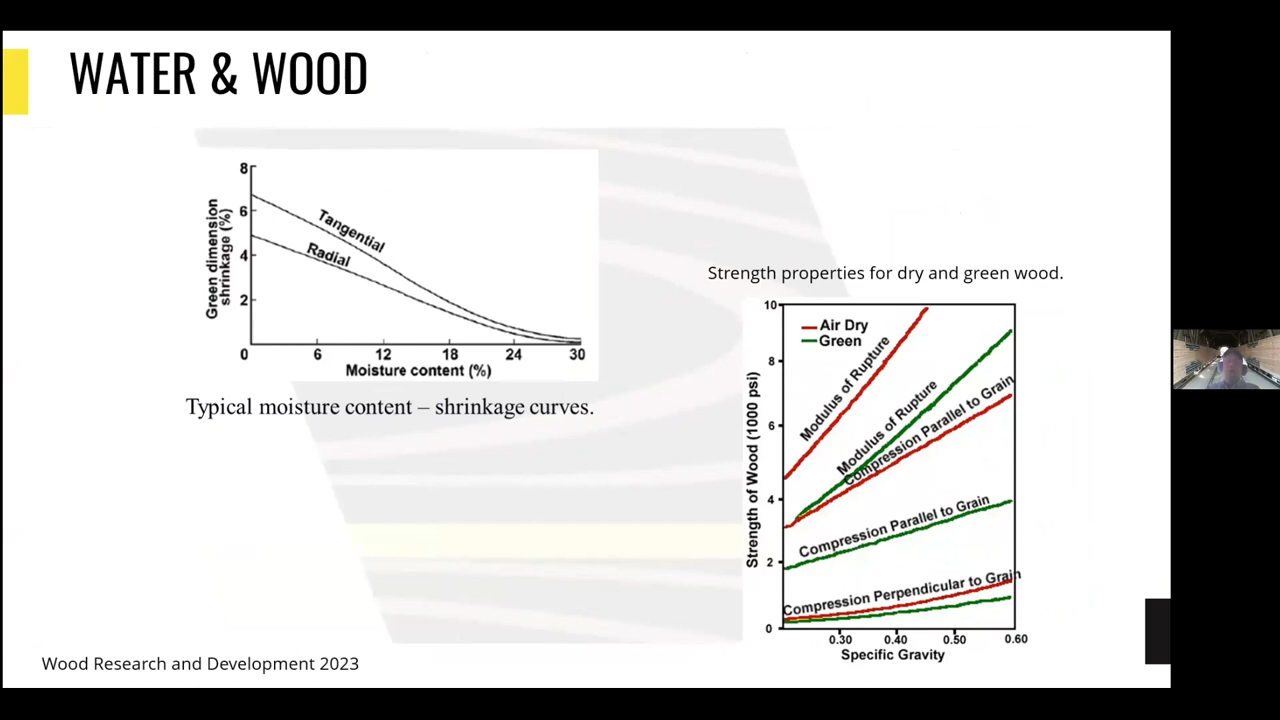 WATER & WOOD
8
6
4
2
0
6
12
18
24
30
Green dimension
shrinkage (%)
Tangential
Radial
Moisture content (%)
Typical moisture content – shrinkage curves.
Strength properties for dry and green wood.
10
8
6
4
2
0
Strength of Wood (1000 psi)
Air Dry
Green
Modulus of Rupture
Modulus of Rupture
Compression Parallel to Grain
Compression Parallel to Grain
Compression Perpendicular to Grain
0.30
0.40
0.50
0.60
Specific Gravity
Wood Research and Development 2023